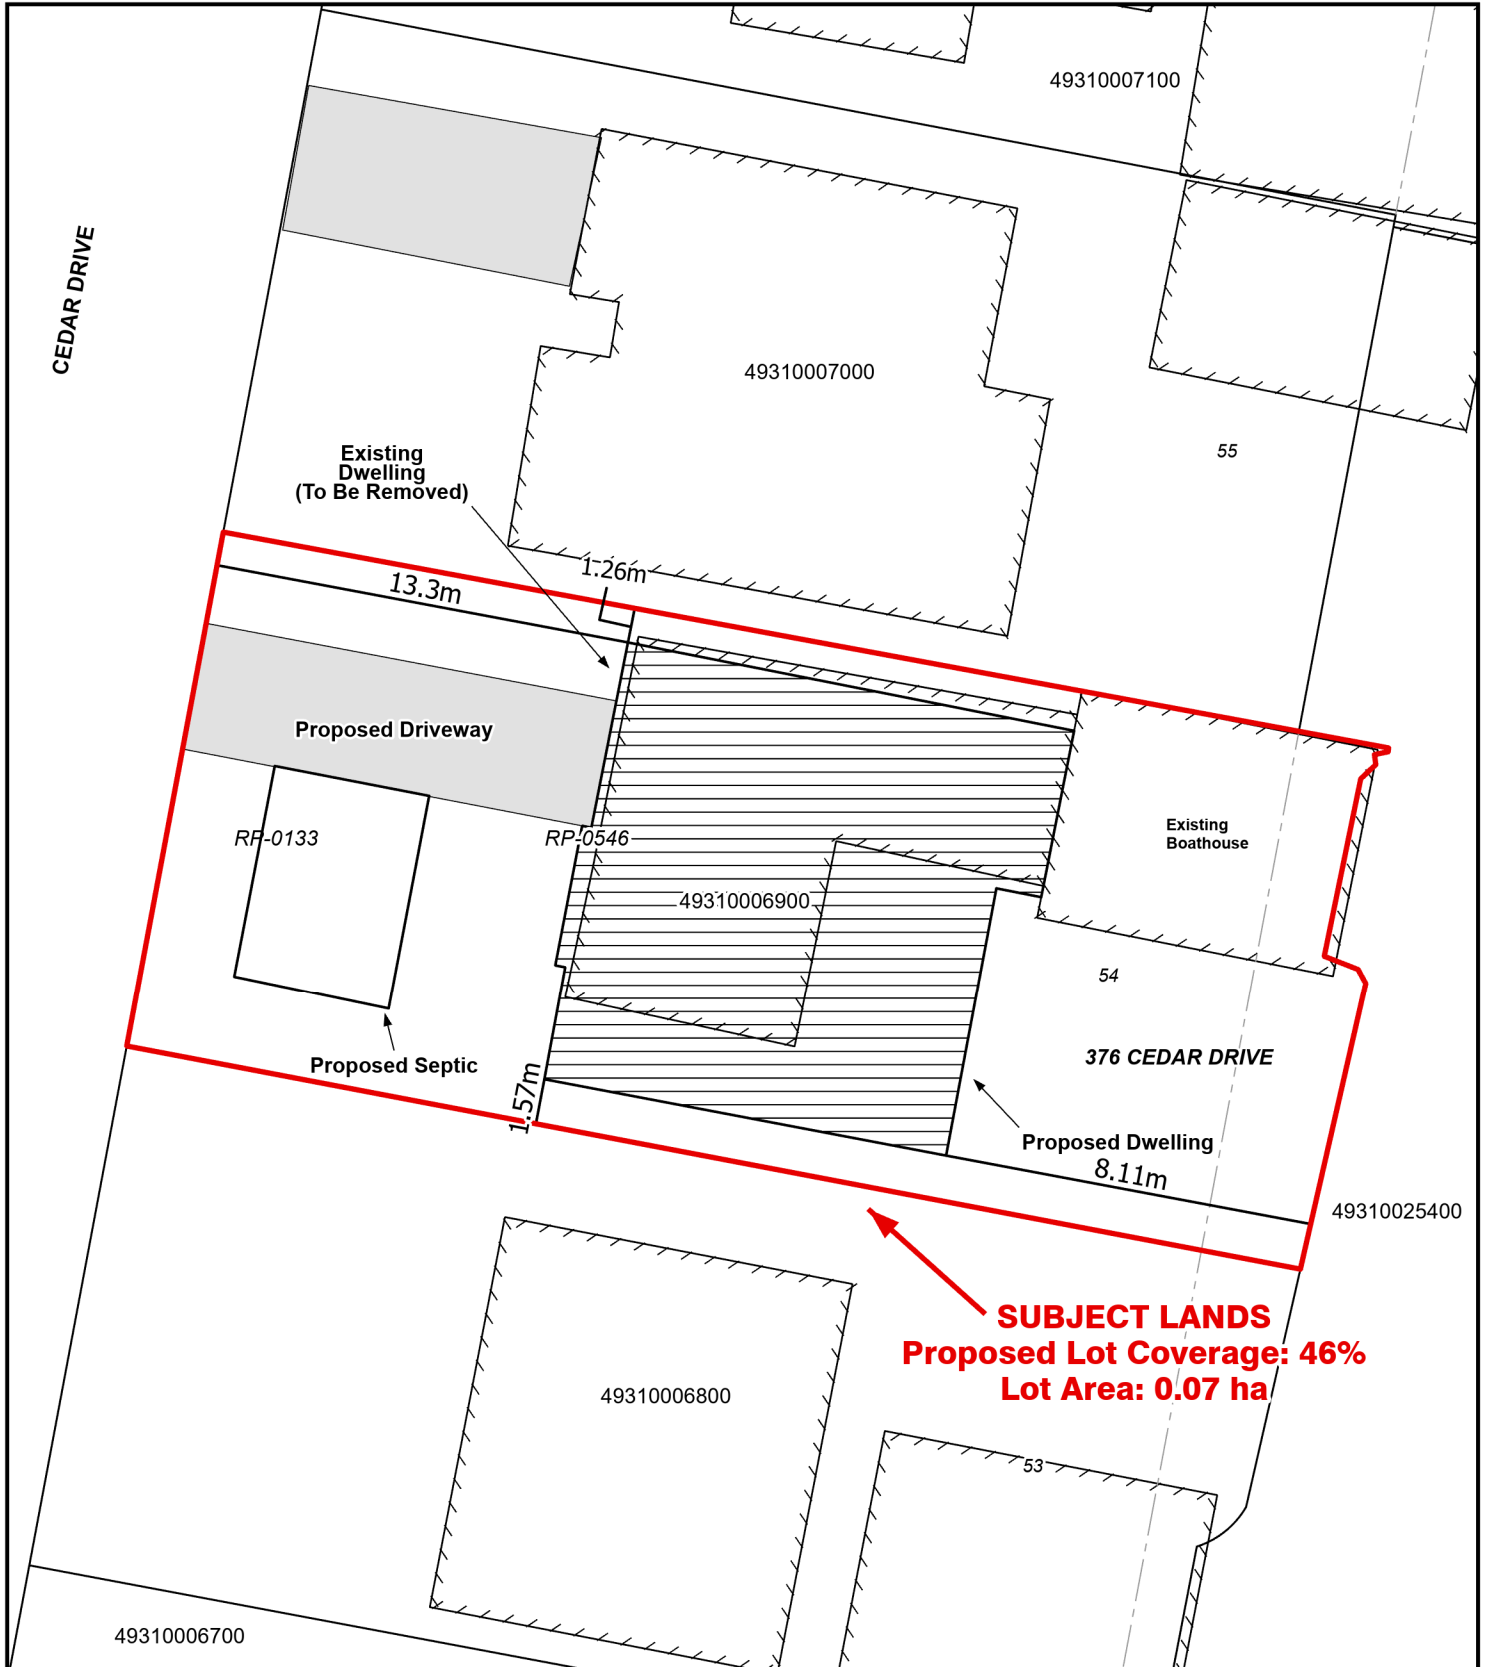 49310007100
CEDAR DRIVE
49310007000
55
Existing
Dwelling
(To Be Removed)
1.26m
13.3m
Proposed Driveway
RP-0133
RP-0546
Existing
Boathouse
49310006900
54
376 CEDAR DRIVE
Proposed Septic
1.57m
Proposed Dwelling
8.11m
49310025400
SUBJECT LANDS
Proposed Lot Coverage: 46%
Lot Area: 0.07 ha
49310006800
53
49310006700